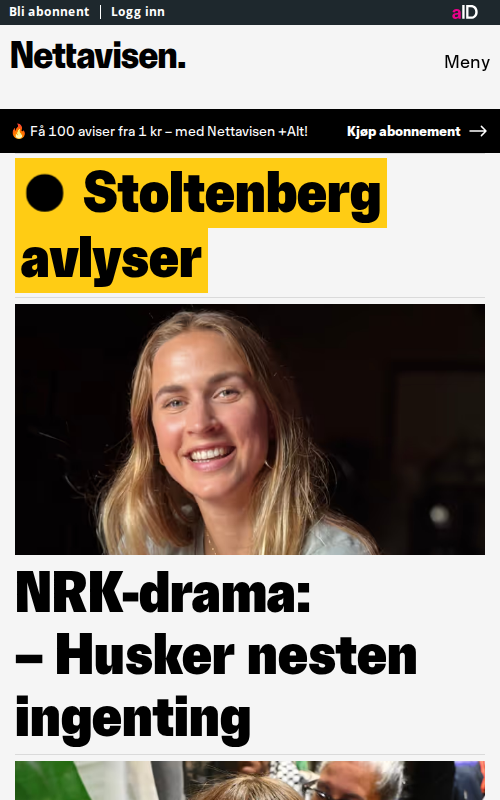 Bli abonnent | Logg inn
aID
Nettavisen.
Meny
🔥 Få 100 aviser fra 1 kr – med Nettavisen +Alt!
Kjøp abonnement →
● Stoltenberg
avlyser
NRK-drama:
– Husker nesten
ingenting